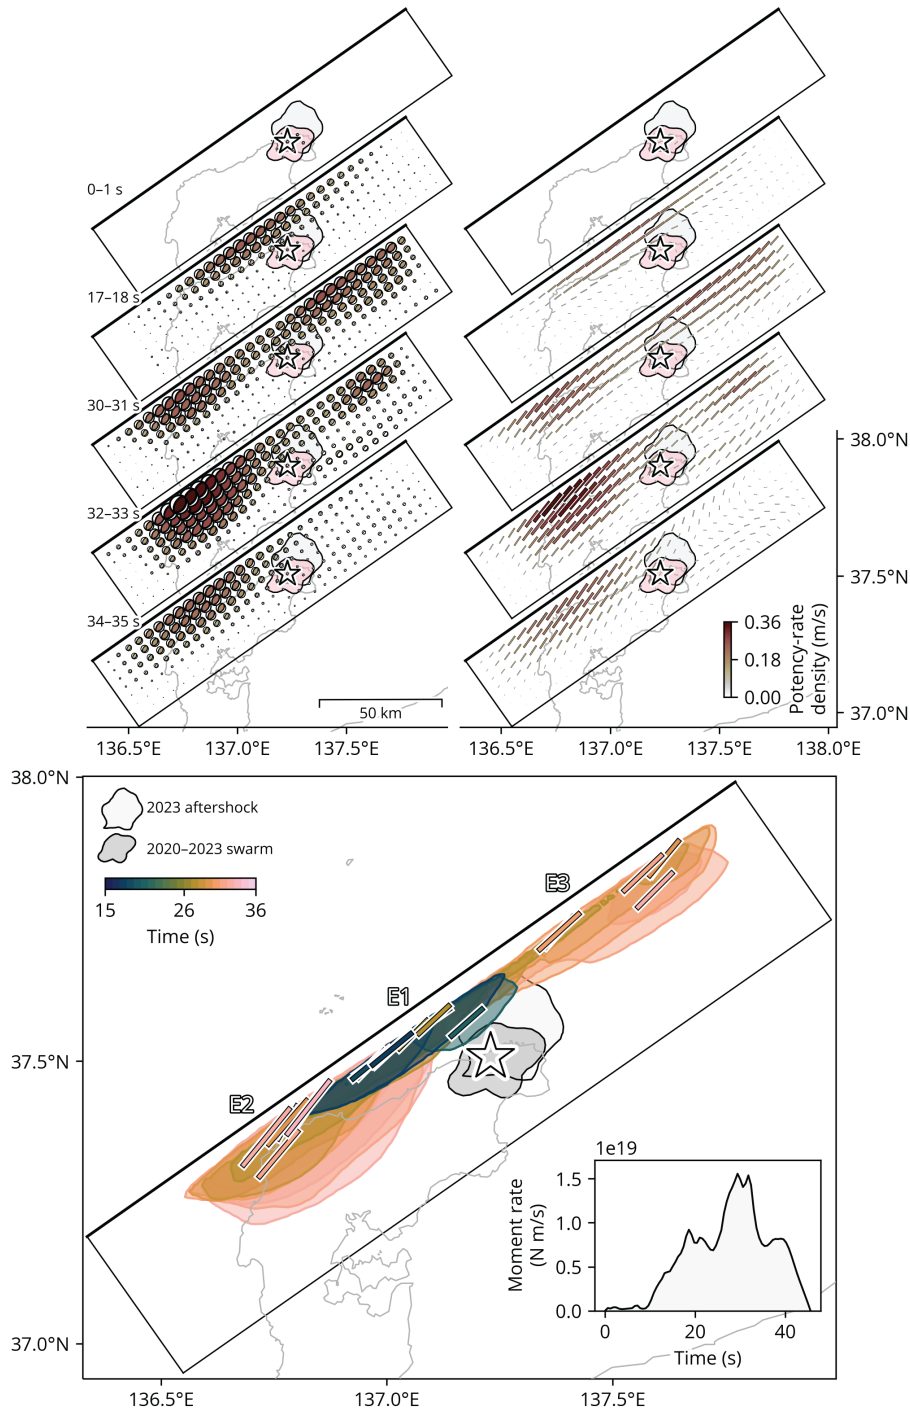 0–1 s
17–18 s
30–31 s
32–33 s
34–35 s
50 km
136.5°E 137.0°E 137.5°E
38.0°N
37.5°N
37.0°N
0.36
0.18
0.00
Potency-rate
density (m/s)
136.5°E 137.0°E 137.5°E 138.0°E
38.0°N
37.5°N
37.0°N
2023 aftershock
2020–2023 swarm
15 26 36
Time (s)
E3
E1
E2
1e19
1.5
1.0
0.5
0.0
Moment rate
(N m/s)
0 20 40
Time (s)
136.5°E 137.0°E 137.5°E